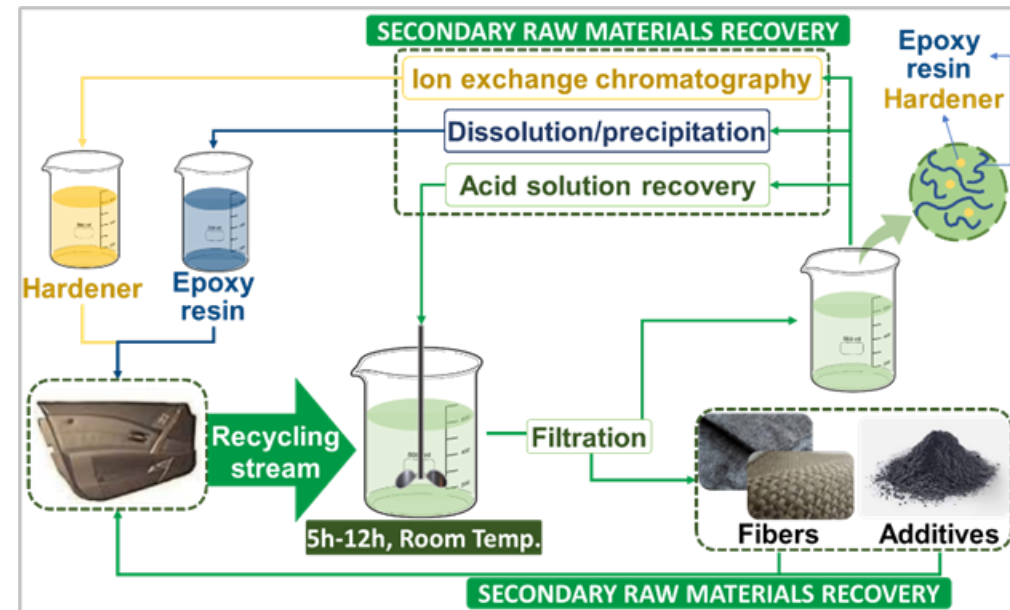 SECONDARY RAW MATERIALS RECOVERY
Ion exchange chromatography
Dissolution/precipitation
Acid solution recovery
Epoxy
resin
Hardener
Hardener
Epoxy
resin
Recycling
stream
5h-12h, Room Temp.
Filtration
Fibers
Additives
SECONDARY RAW MATERIALS RECOVERY